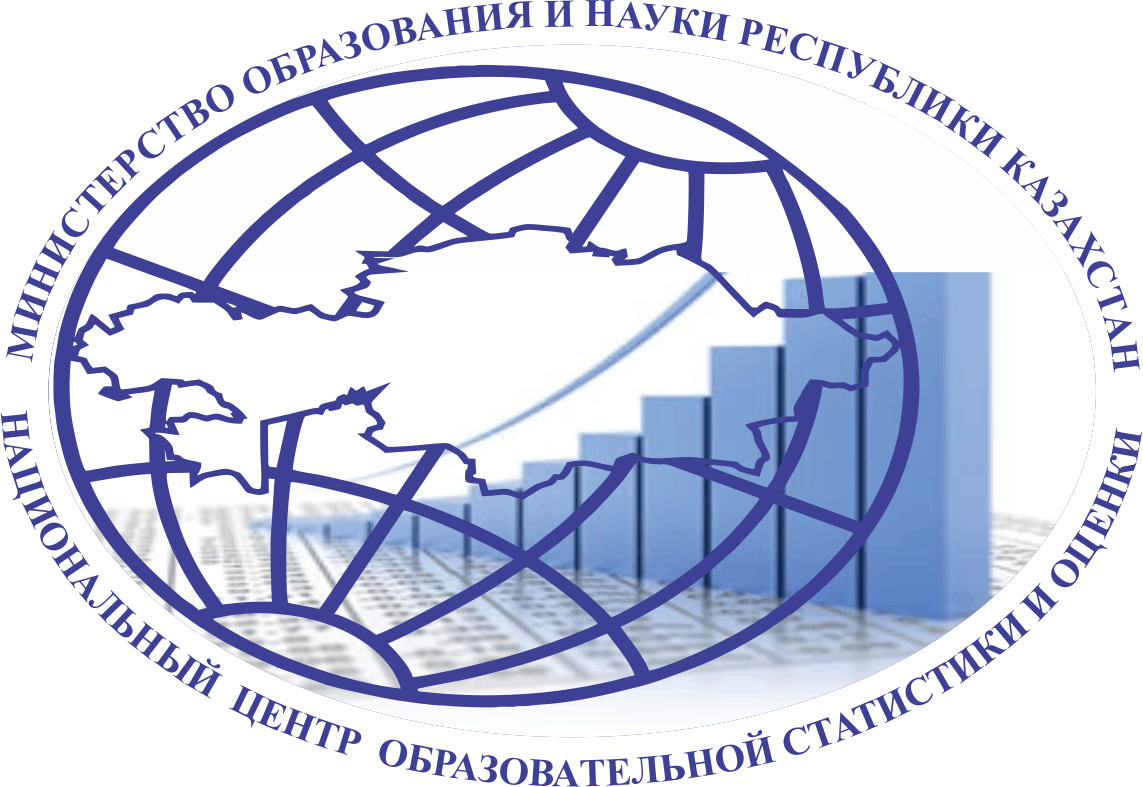 МИНИСТЕРСТВО ОБРАЗОВАНИЯ И НАУКИ РЕСПУБЛИКИ КАЗАХСТАН
НАЦИОНАЛЬНЫЙ ЦЕНТР ОБРАЗОВАТЕЛЬНОЙ СТАТИСТИКИ И ОЦЕНКИ